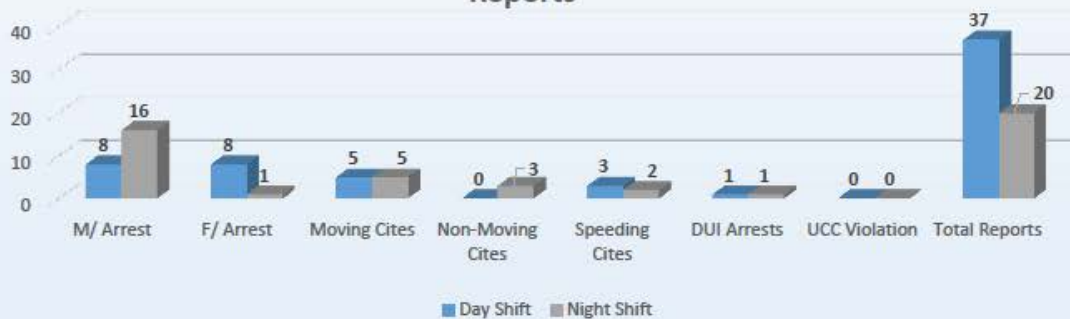 Reports
40
30
20
10
0
8
16
8
1
5
5
0
3
3
2
1
1
0
0
37
20
M/ Arrest
F/ Arrest
Moving Cites
Non-Moving
Cites
Speeding
Cites
DUI Arrests
UCC Violation
Total Reports
Day Shift
Night Shift